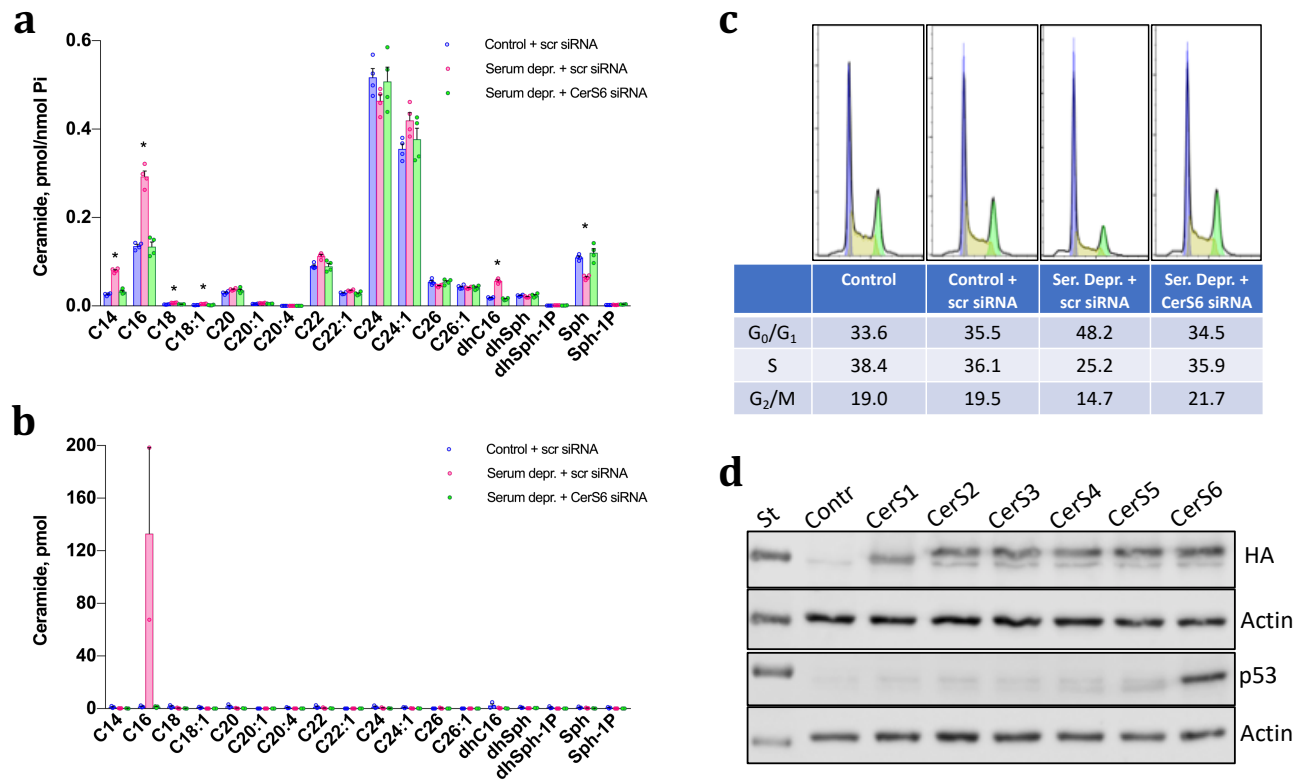 a
Ceramide, pmol/nmol Pi
0.6
0.4
0.2
0.0
Control + scr siRNA
Serum depr. + scr siRNA
Serum depr. + CerS6 siRNA
*
*
*
*
*
*
C14
C16
C18
C18:1
C20
C20:1
C20:4
C22
C22:1
C24
C24:1
C26
C26:1
dhC16
dhSph
dhSph-1P
Sph
Sph-1P
b
Ceramide, pmol
200
160
120
80
40
0
Control + scr siRNA
Serum depr. + scr siRNA
Serum depr. + CerS6 siRNA
C14
C16
C18
C18:1
C20
C20:1
C20:4
C22
C22:1
C24
C24:1
C26
C26:1
dhC16
dhSph
dhSph-1P
Sph
Sph-1P
c
Control
Control +
scr siRNA
Ser. Depr. +
scr siRNA
Ser. Depr. +
CerS6 siRNA
G₀/G₁ 33.6 35.5 48.2 34.5
S 38.4 36.1 25.2 35.9
G₂/M 19.0 19.5 14.7 21.7
d
St
Contr
CerS1
CerS2
CerS3
CerS4
CerS5
CerS6
HA
Actin
p53
Actin